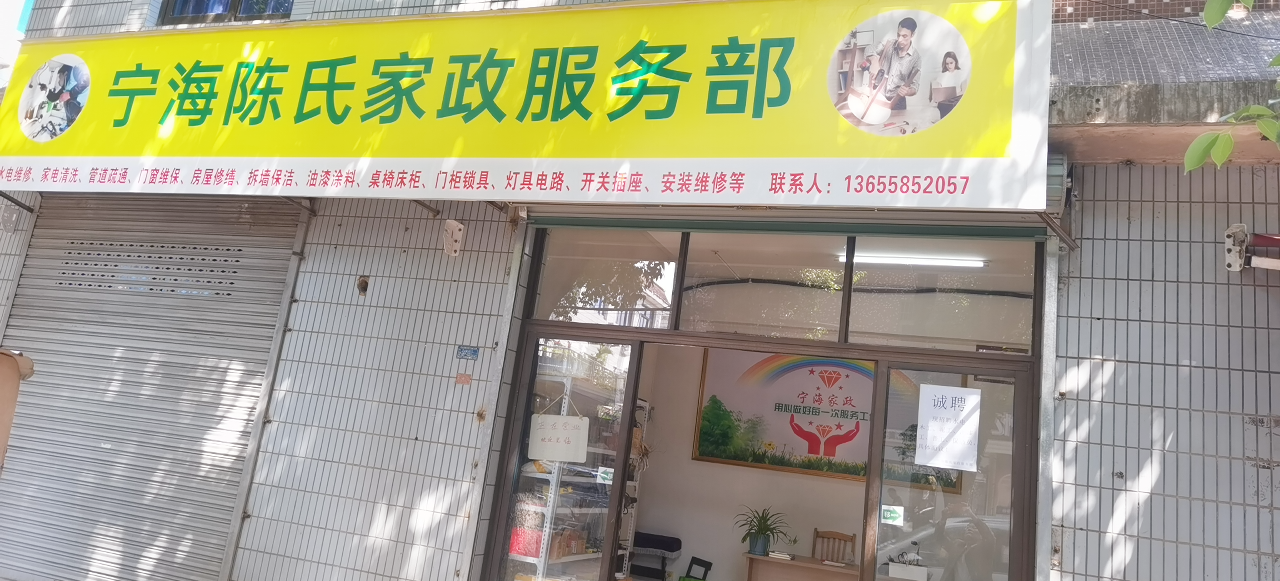 宁海陈氏家政服务部
水电维修、家电清洗、管道疏通、门窗维保、房屋修缮、拆墙保洁、油漆涂料、桌椅床柜、门柜锁具、灯具电路、开关插座、安装维修等 联系人：13655852057
宁海家政
用心做好每一次服务工
诚聘